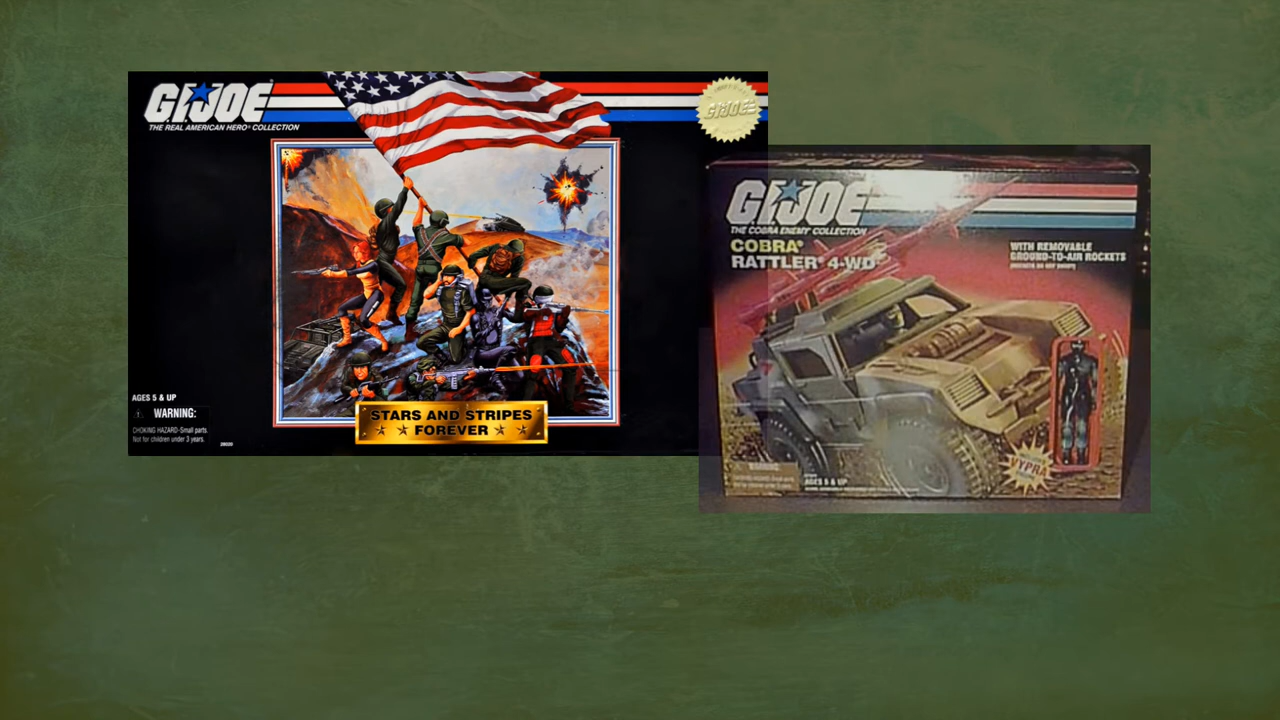 G.I. JOE
THE REAL AMERICAN HERO® COLLECTION
G.I. JOE
AGES 5 & UP
WARNING:
CHOKING HAZARD-Small parts.
Not for children under 3 years.
STARS AND STRIPES
FOREVER
G.I. JOE
THE COBRA ENEMY COLLECTION
COBRA®
RATTLER® 4-WD
WITH REMOVABLE
GROUND-TO-AIR ROCKETS
VYPRA
WARNING:
AGES 5 & UP